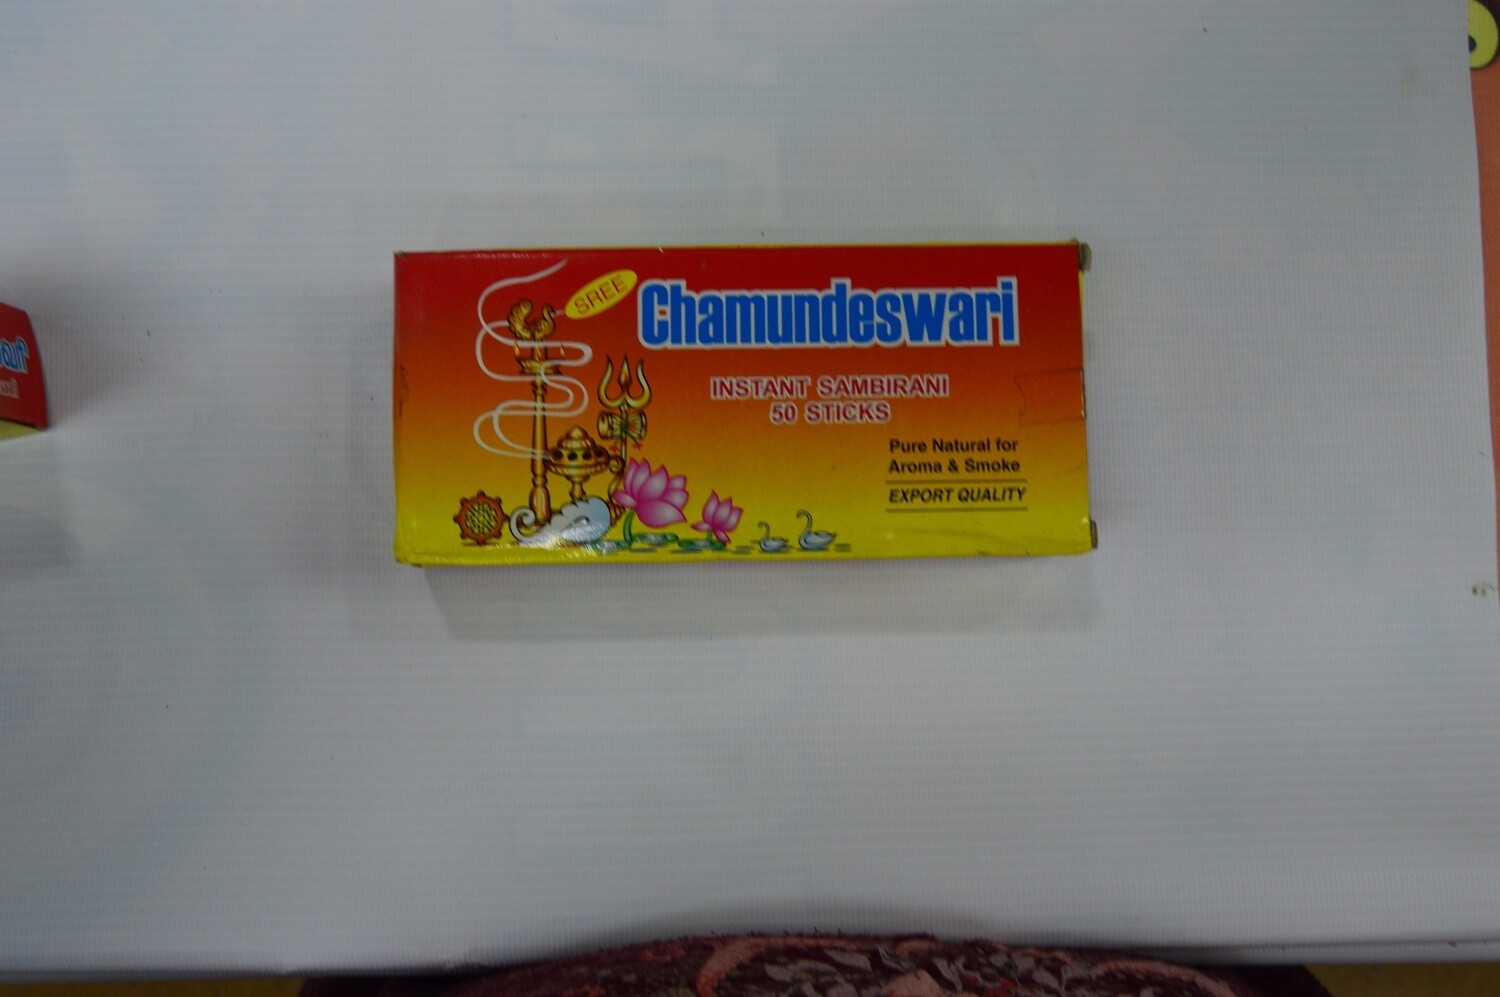 SREE
Chamundeswari
INSTANT SAMBIRANI
50 STICKS
Pure Natural for
Aroma & Smoke
EXPORT QUALITY